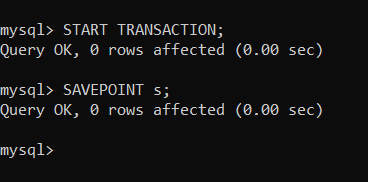 mysql> START TRANSACTION;
Query OK, 0 rows affected (0.00 sec)
mysql> SAVEPOINT s;
Query OK, 0 rows affected (0.00 sec)
mysql>